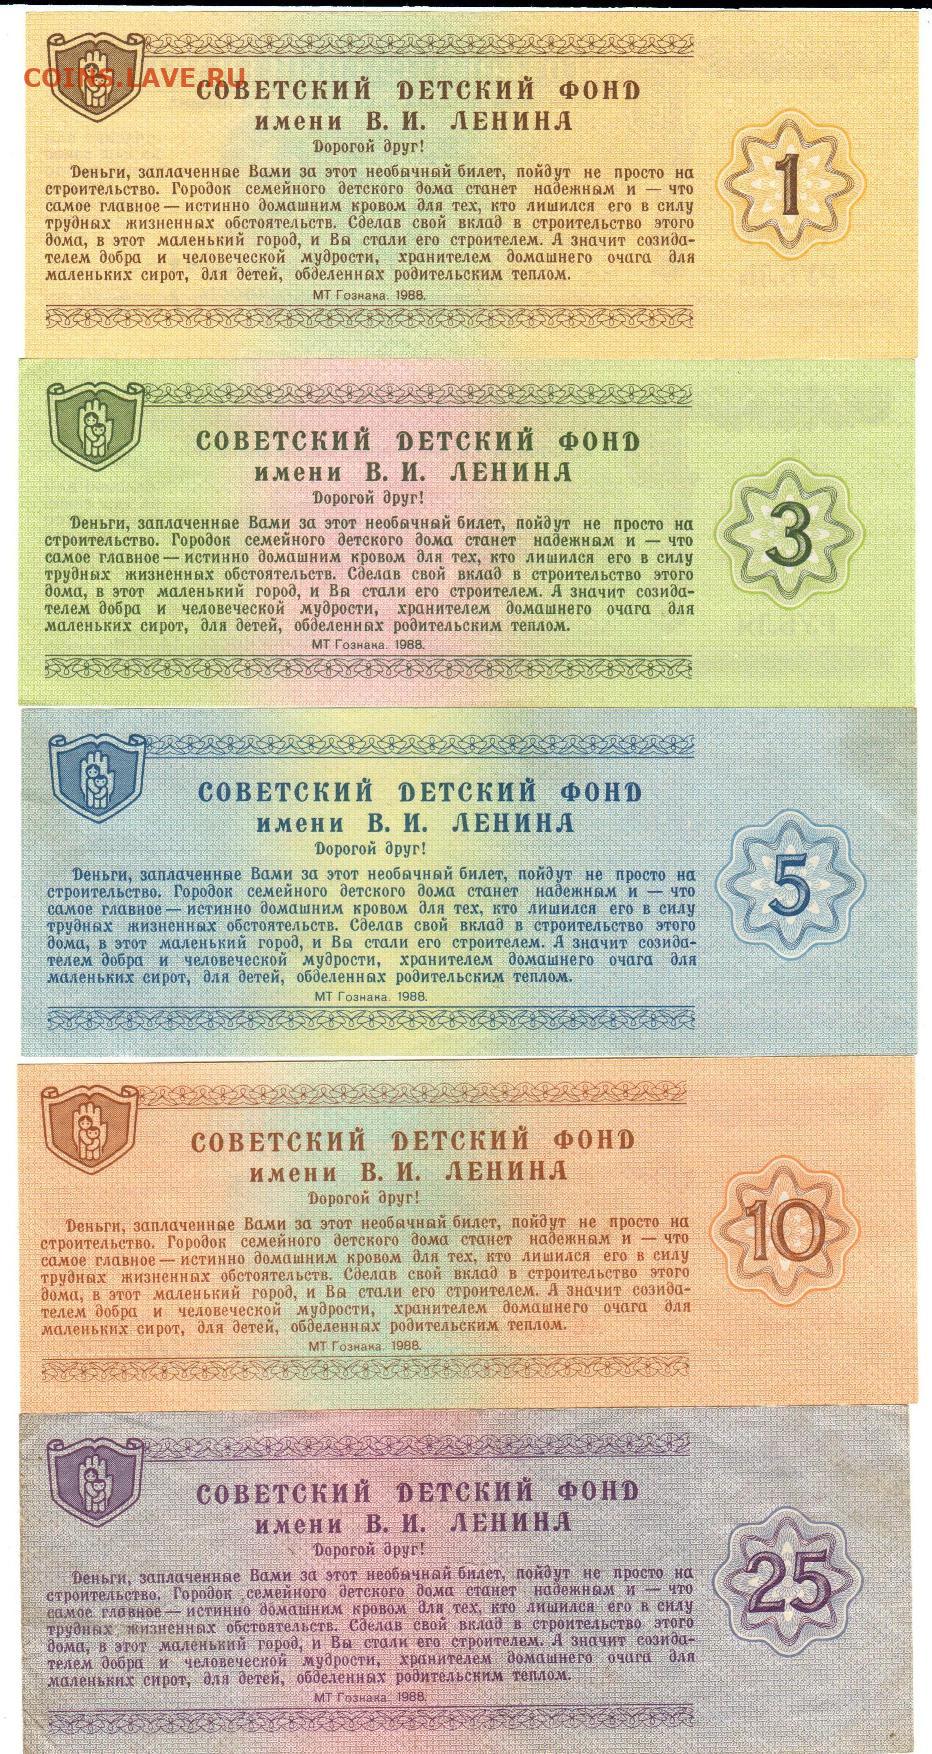 COINS.LAVE.RU
СОВЕТСКИЙ ДЕТСКИЙ ФОНД
имени В. И. ЛЕНИНА
Дорогой друг!
Деньги, заплаченные Вами за этот необычный билет, пойдут не просто на
строительство. Городок семейного детского дома станет надежным и — что
самое главное — истинно домашним кровом для тех, кто лишился его в силу
трудных жизненных обстоятельств. Сделав свой вклад в строительство этого
дома, в этот маленький город, и Вы стали его строителем. А значит созида-
телем добра и человеческой мудрости, хранителем домашнего очага для
маленьких сирот, для детей, обделенных родительским теплом.
МТ Гознака. 1988.
1
СОВЕТСКИЙ ДЕТСКИЙ ФОНД
имени В. И. ЛЕНИНА
Дорогой друг!
Деньги, заплаченные Вами за этот необычный билет, пойдут не просто на
строительство. Городок семейного детского дома станет надежным и — что
самое главное — истинно домашним кровом для тех, кто лишился его в силу
трудных жизненных обстоятельств. Сделав свой вклад в строительство этого
дома, в этот маленький город, и Вы стали его строителем. А значит созида-
телем добра и человеческой мудрости, хранителем домашнего очага для
маленьких сирот, для детей, обделенных родительским теплом.
МТ Гознака. 1988.
3
СОВЕТСКИЙ ДЕТСКИЙ ФОНД
имени В. И. ЛЕНИНА
Дорогой друг!
Деньги, заплаченные Вами за этот необычный билет, пойдут не просто на
строительство. Городок семейного детского дома станет надежным и — что
самое главное — истинно домашним кровом для тех, кто лишился его в силу
трудных жизненных обстоятельств. Сделав свой вклад в строительство этого
дома, в этот маленький город, и Вы стали его строителем. А значит созида-
телем добра и человеческой мудрости, хранителем домашнего очага для
маленьких сирот, для детей, обделенных родительским теплом.
МТ Гознака. 1988.
5
СОВЕТСКИЙ ДЕТСКИЙ ФОНД
имени В. И. ЛЕНИНА
Дорогой друг!
Деньги, заплаченные Вами за этот необычный билет, пойдут не просто на
строительство. Городок семейного детского дома станет надежным и — что
самое главное — истинно домашним кровом для тех, кто лишился его в силу
трудных жизненных обстоятельств. Сделав свой вклад в строительство этого
дома, в этот маленький город, и Вы стали его строителем. А значит созида-
телем добра и человеческой мудрости, хранителем домашнего очага для
маленьких сирот, для детей, обделенных родительским теплом.
МТ Гознака. 1988.
10
СОВЕТСКИЙ ДЕТСКИЙ ФОНД
имени В. И. ЛЕНИНА
Дорогой друг!
Деньги, заплаченные Вами за этот необычный билет, пойдут не просто на
строительство. Городок семейного детского дома станет надежным и — что
самое главное — истинно домашним кровом для тех, кто лишился его в силу
трудных жизненных обстоятельств. Сделав свой вклад в строительство этого
дома, в этот маленький город, и Вы стали его строителем. А значит созида-
телем добра и человеческой мудрости, хранителем домашнего очага для
маленьких сирот, для детей, обделенных родительским теплом.
МТ Гознака. 1988.
25